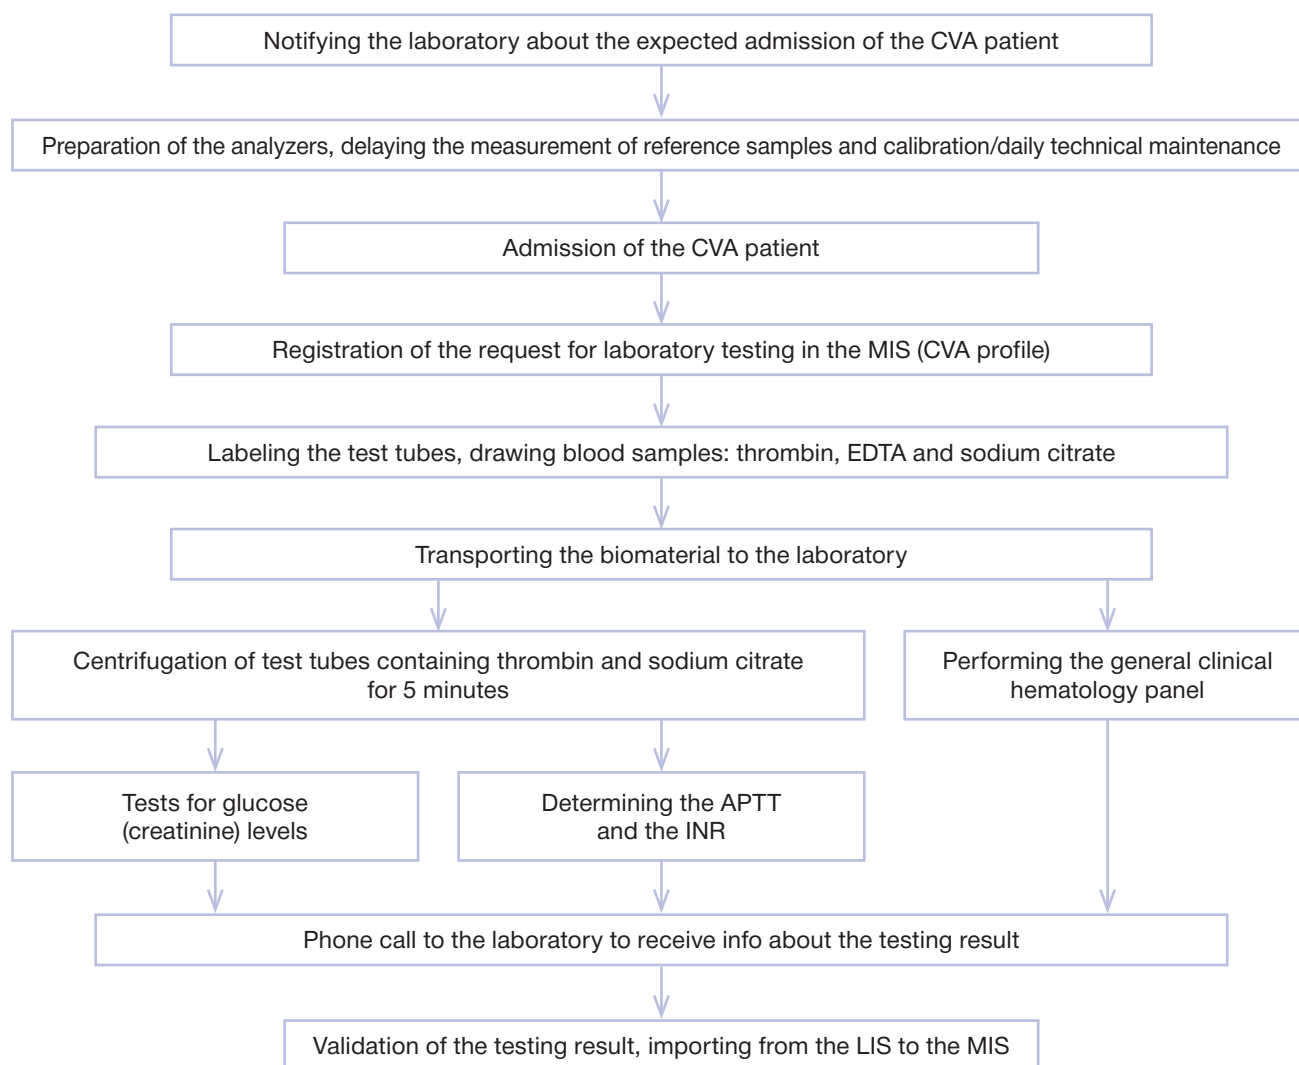 Notifying the laboratory about the expected admission of the CVA patient
Preparation of the analyzers, delaying the measurement of reference samples and calibration/daily technical maintenance
Admission of the CVA patient
Registration of the request for laboratory testing in the MIS (CVA profile)
Labeling the test tubes, drawing blood samples: thrombin, EDTA and sodium citrate
Transporting the biomaterial to the laboratory
Centrifugation of test tubes containing thrombin and sodium citrate
for 5 minutes
Performing the general clinical
hematology panel
Tests for glucose
(creatinine) levels
Determining the APTT
and the INR
Phone call to the laboratory to receive info about the testing result
Validation of the testing result, importing from the LIS to the MIS